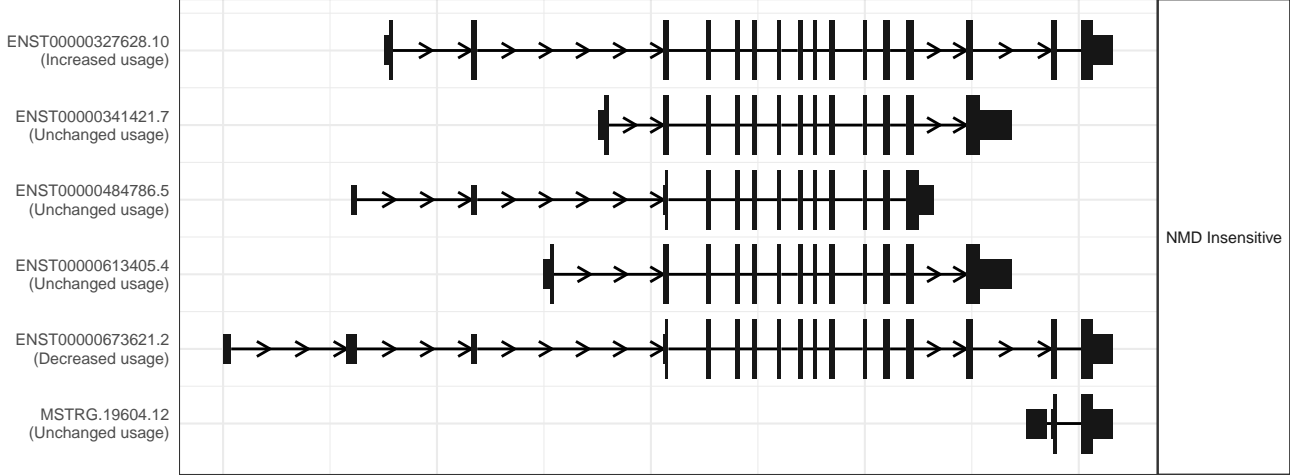 ENST00000327628.10
(Increased usage)
ENST00000341421.7
(Unchanged usage)
ENST00000484786.5
(Unchanged usage)
ENST00000613405.4
(Unchanged usage)
ENST00000673621.2
(Decreased usage)
MSTRG.19604.12
(Unchanged usage)
NMD Insensitive